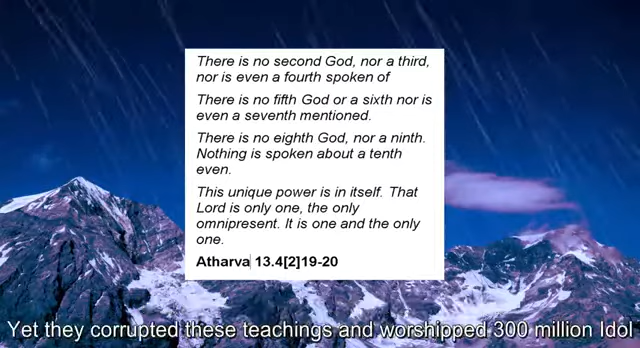 There is no second God, nor a third,
nor is even a fourth spoken of
There is no fifth God or a sixth nor is
even a seventh mentioned.
There is no eighth God, nor a ninth.
Nothing is spoken about a tenth
even.
This unique power is in itself. That
Lord is only one, the only
omnipresent. It is one and the only
one.
Atharva 13.4[2]19-20
Yet they corrupted these teachings and worshipped 300 million Idol